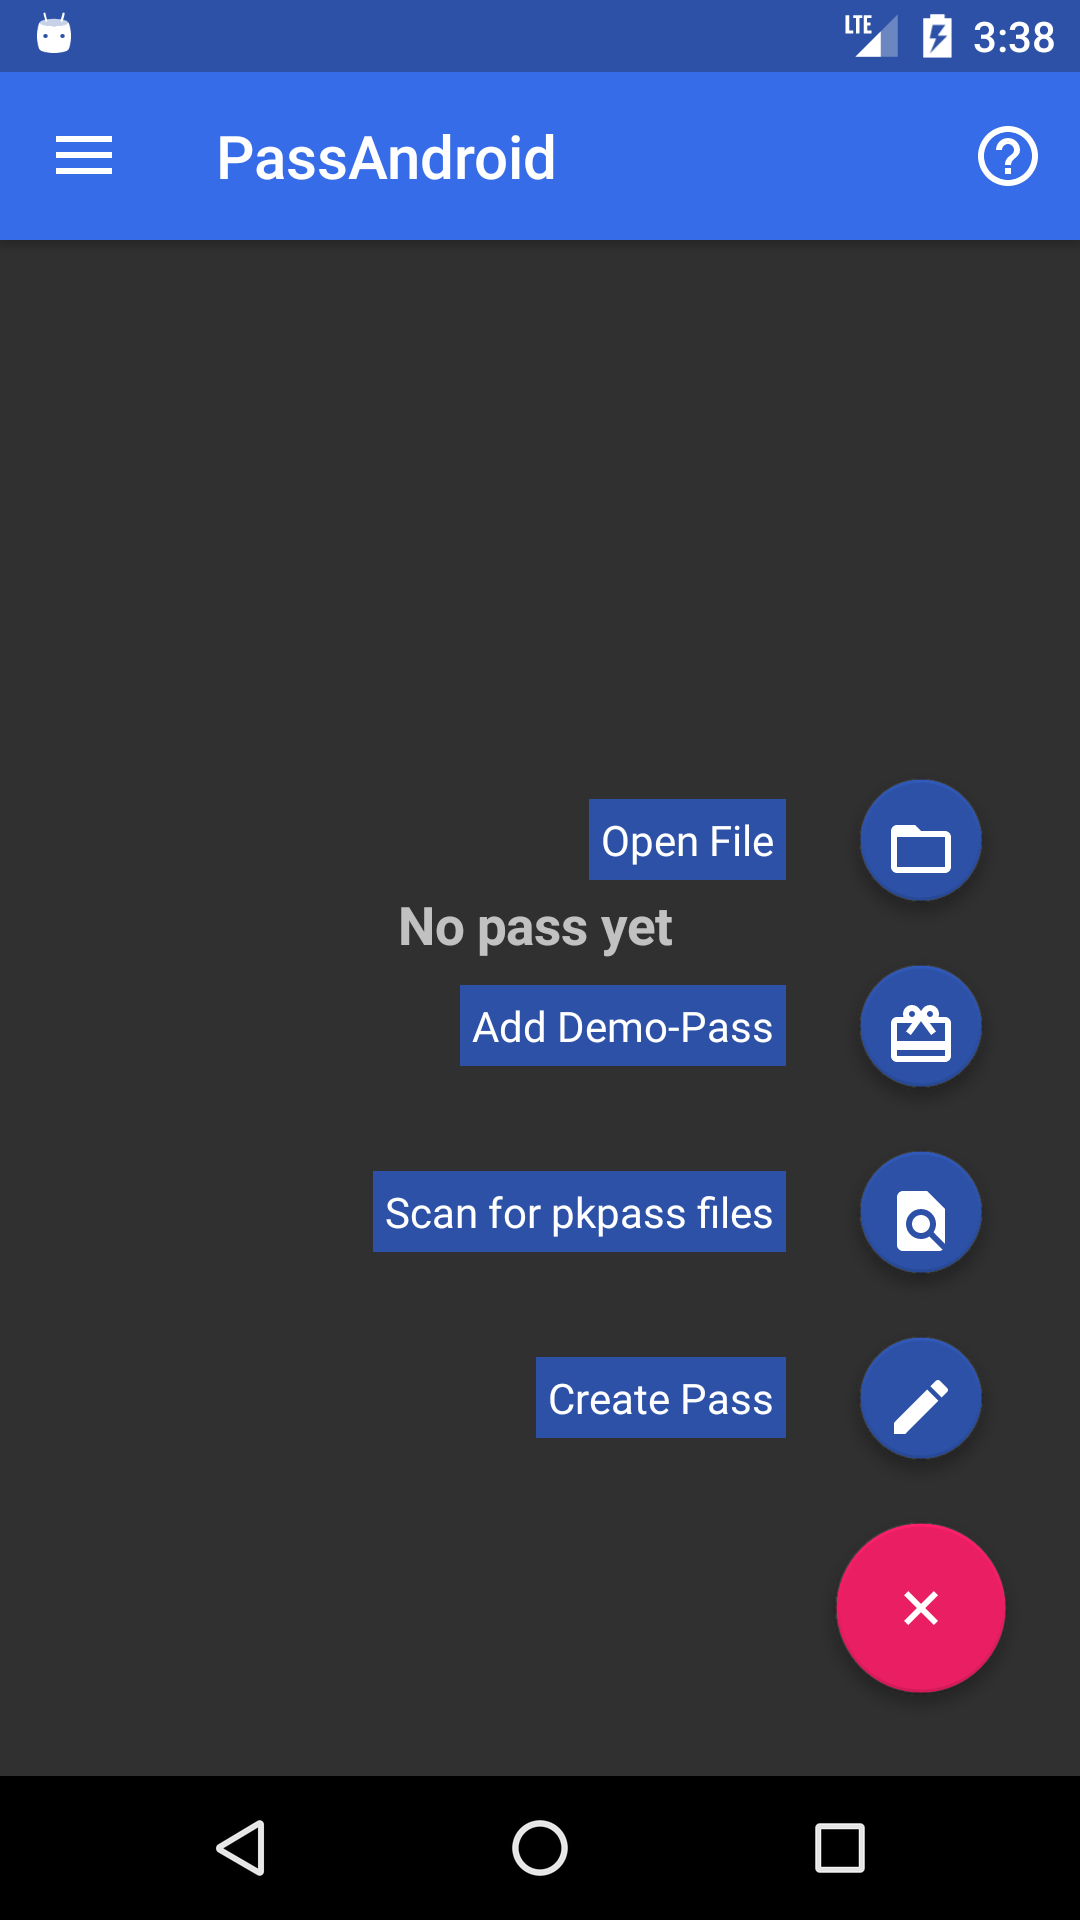 LTE 3:38
PassAndroid
Open File
No pass yet
Add Demo-Pass
Scan for pkpass files
Create Pass